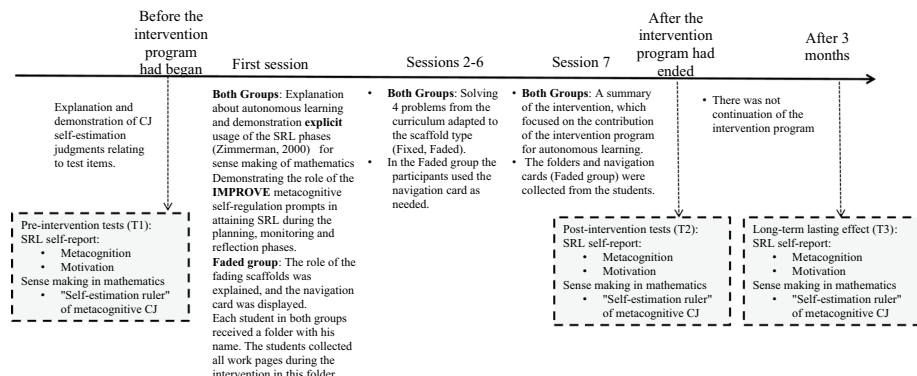 Before the
intervention
program
had began
First session
Sessions 2-6
Session 7
After the
intervention
program had
ended
After 3
months
Explanation and
demonstration of CJ
self-estimation
judgments relating
to test items.
Both Groups: Explanation
about autonomous learning
and demonstration explicit
usage of the SRL phases
(Zimmerman, 2000) for
sense making of mathematics
Demonstrating the role of the
IMPROVE metacognitive
self-regulation prompts in
attaining SRL during the
planning, monitoring and
reflection phases.
Faded group: The role of the
fading scaffolds was
explained, and the navigation
card was displayed.
Each student in both groups
received a folder with his
name. The students collected
all work pages during the
intervention in this folder
• Both Groups: Solving
4 problems from the
curriculum adapted to
the scaffold type
(Fixed, Faded).
• In the Faded group the
participants used the
navigation card as
needed.
• Both Groups: A summary
of the intervention, which
focused on the contribution
of the intervention program
for autonomous learning.
• The folders and navigation
cards (Faded group) were
collected from the students.
• There was not
continuation of the
intervention program
Pre-intervention tests (T1):
SRL self-report:
• Metacognition
• Motivation
Sense making in mathematics
• "Self-estimation ruler"
of metacognitive CJ
Post-intervention tests (T2):
SRL self-report:
• Metacognition
• Motivation
Sense making in mathematics
• "Self-estimation ruler"
of metacognitive CJ
Long-term lasting effect (T3):
SRL self-report:
• Metacognition
• Motivation
Sense making in mathematics
• "Self-estimation ruler"
of metacognitive CJ